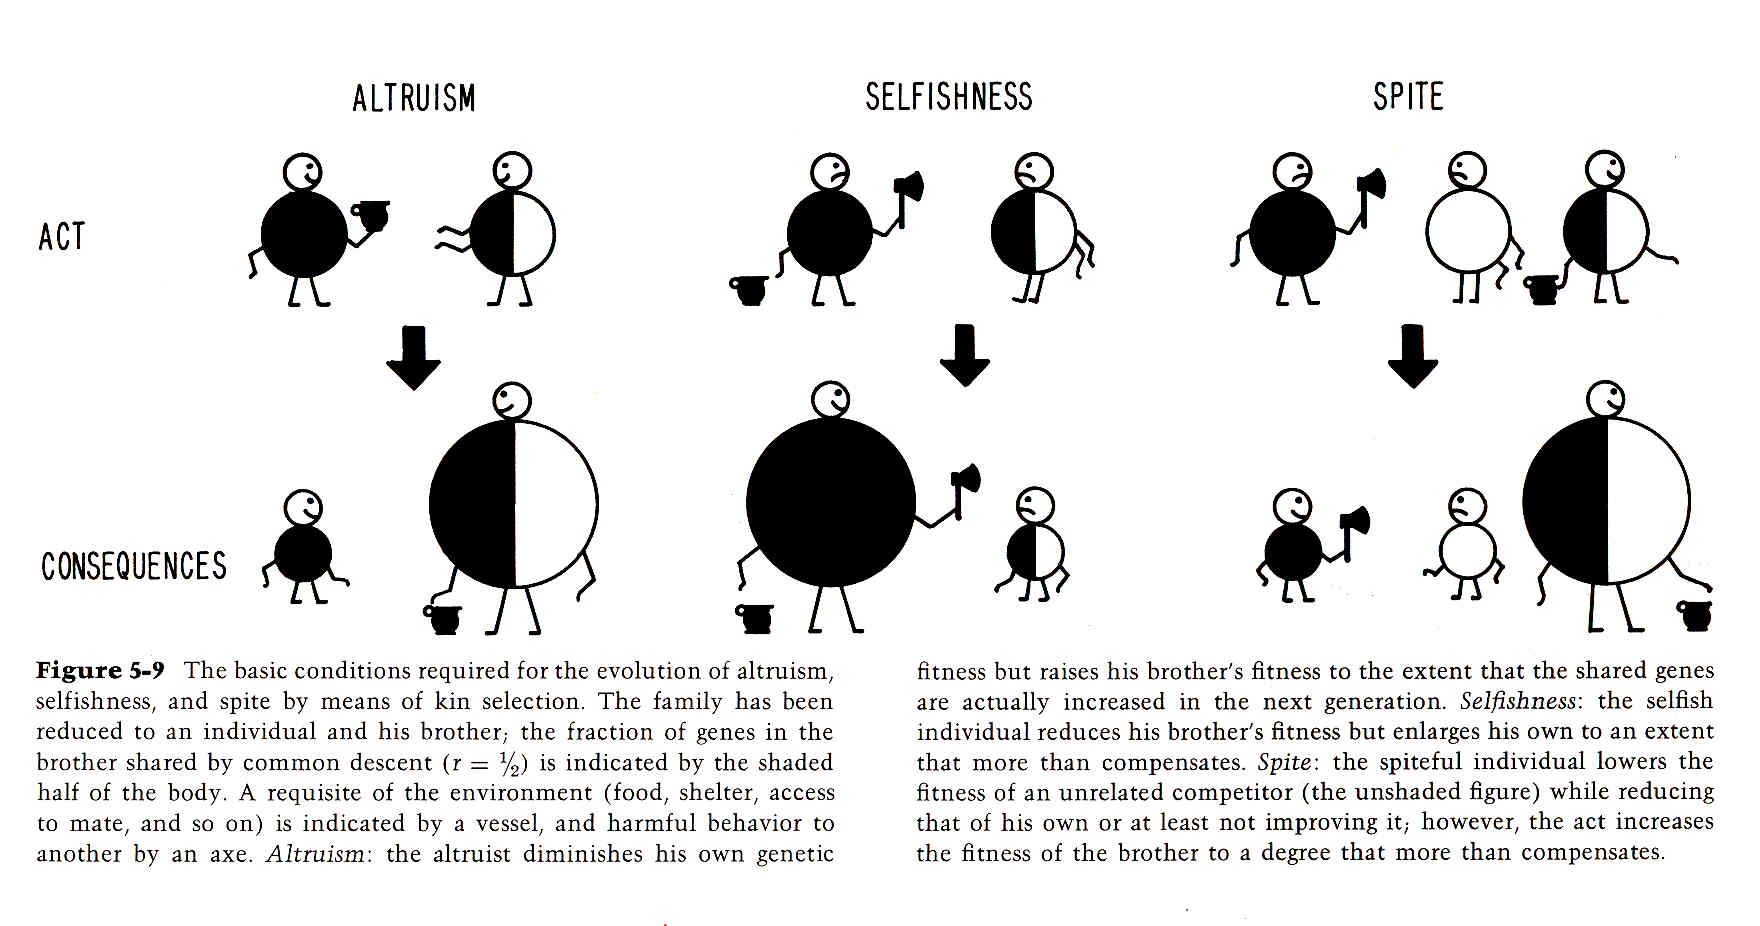 ALTRUISM
SELFISHNESS
SPITE
ACT
CONSEQUENCES
Figure 5-9 The basic conditions required for the evolution of altruism,
selfishness, and spite by means of kin selection. The family has been
reduced to an individual and his brother; the fraction of genes in the
brother shared by common descent (r = ½) is indicated by the shaded
half of the body. A requisite of the environment (food, shelter, access
to mate, and so on) is indicated by a vessel, and harmful behavior to
another by an axe. Altruism: the altruist diminishes his own genetic
fitness but raises his brother's fitness to the extent that the shared genes
are actually increased in the next generation. Selfishness: the selfish
individual reduces his brother's fitness but enlarges his own to an extent
that more than compensates. Spite: the spiteful individual lowers the
fitness of an unrelated competitor (the unshaded figure) while reducing
that of his own or at least not improving it; however, the act increases
the fitness of the brother to a degree that more than compensates.